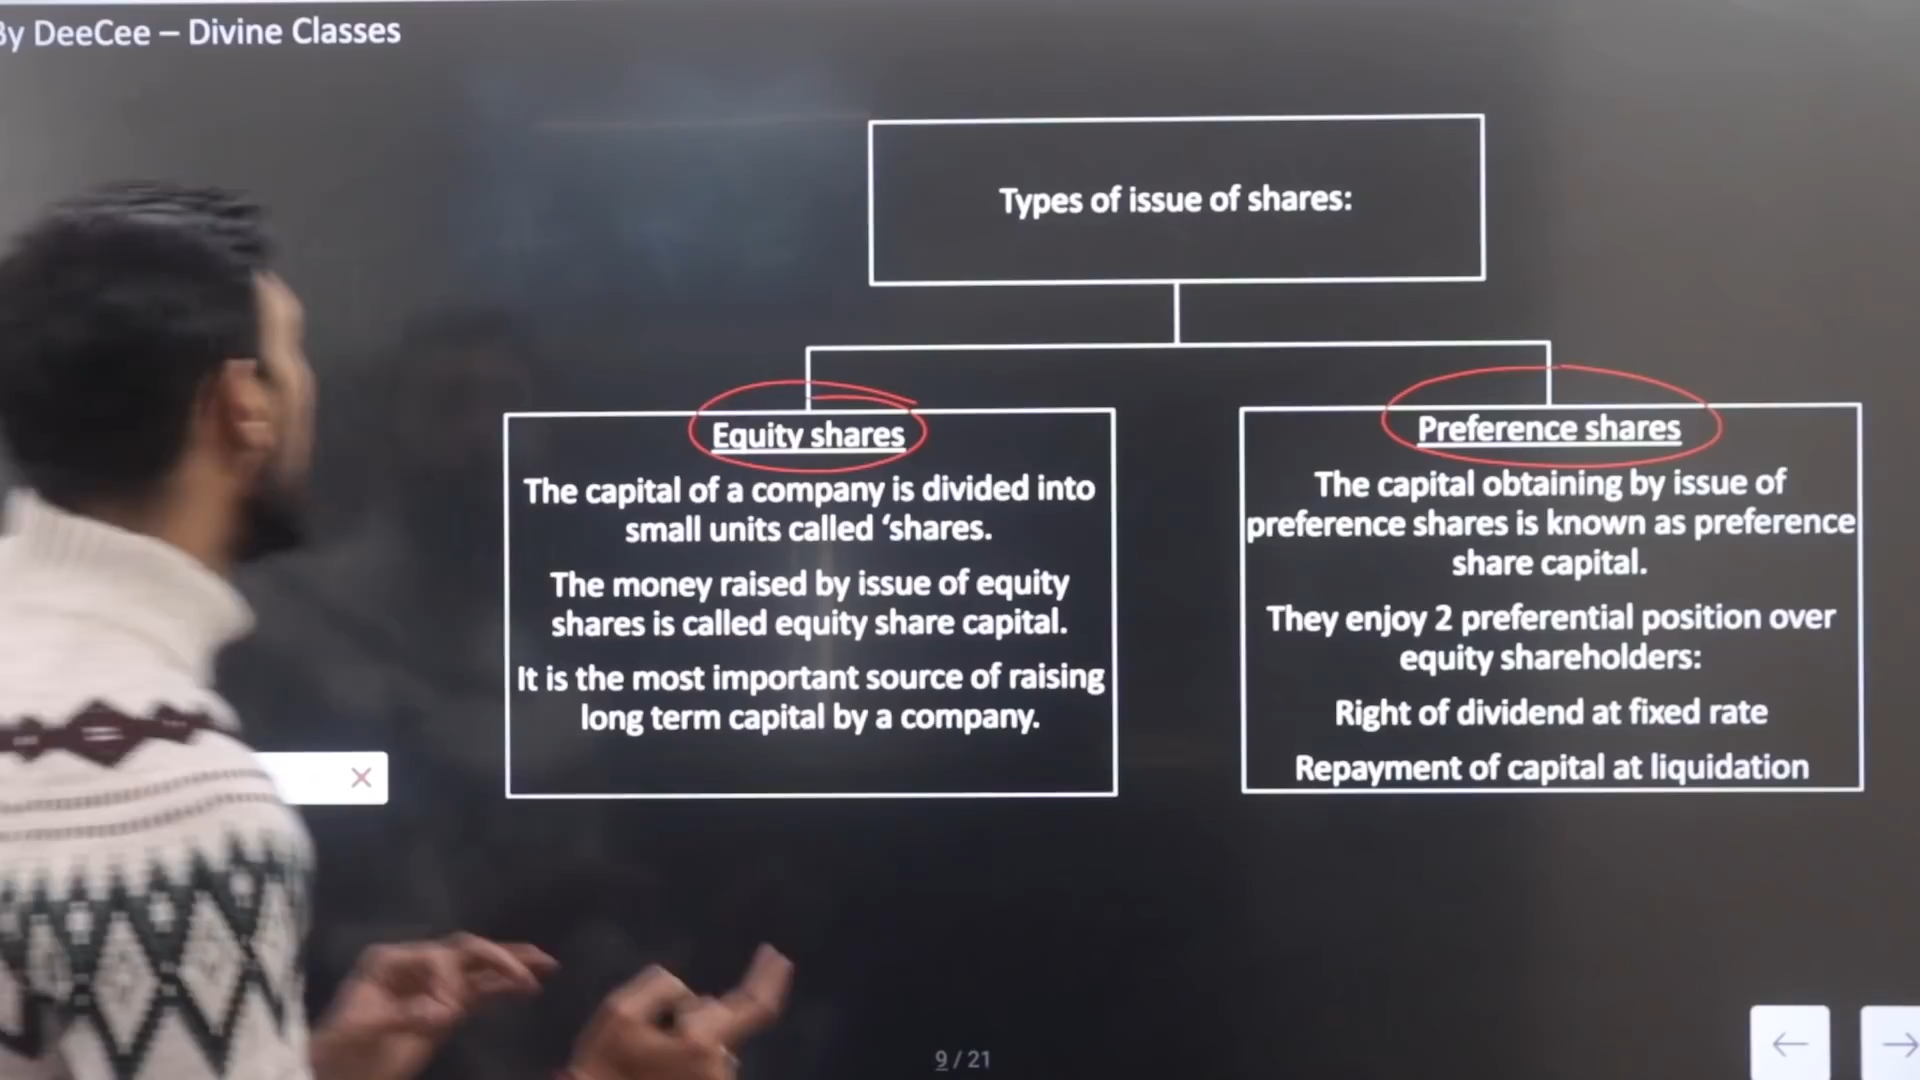 By DeeCee – Divine Classes
Types of issue of shares:
Equity shares
The capital of a company is divided into
small units called ‘shares.
The money raised by issue of equity
shares is called equity share capital.
It is the most important source of raising
long term capital by a company.
Preference shares
The capital obtaining by issue of
preference shares is known as preference
share capital.
They enjoy 2 preferential position over
equity shareholders:
Right of dividend at fixed rate
Repayment of capital at liquidation
9 / 21